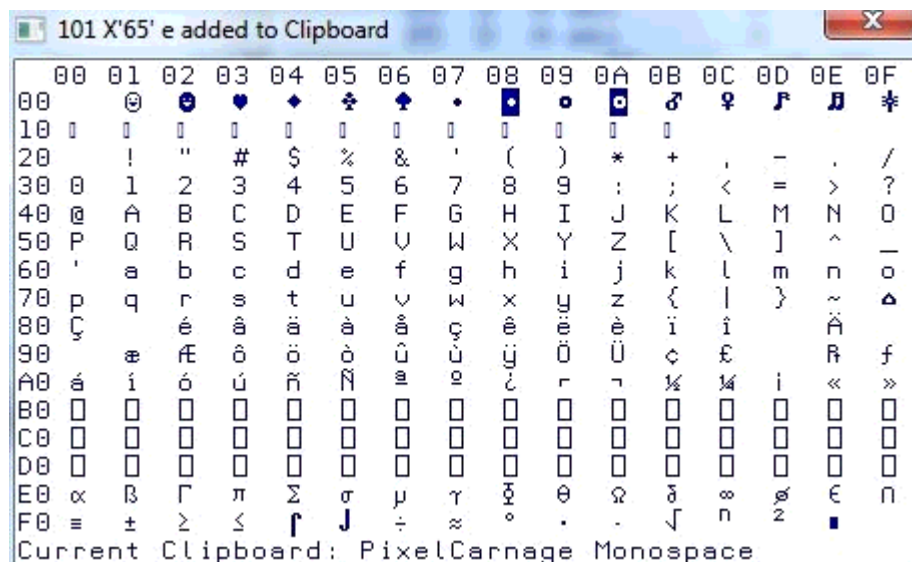 101 X'65' e added to Clipboard
00 01 02 03 04 05 06 07 08 09 0A 0B 0C 0D 0E 0F
00 ☺ ☻ ♥ ♦ ♣ ♠ • ◘ ○ ◙ ♂ ♀ ♪ ♫ ☼
10
20 ! " # $ % & ' ( ) * + , - . /
30 0 1 2 3 4 5 6 7 8 9 : ; < = > ?
40 @ A B C D E F G H I J K L M N O
50 P Q R S T U V W X Y Z [ \ ] ^ _
60 ' a b c d e f g h i j k l m n o
70 p q r s t u v w x y z { | } ~ ⌂
80 Ç é â ä à å ç ê ë è ï î Ä
90 æ Æ ô ö ò û ù ÿ Ö Ü ¢ £ ₧ ƒ
A0 á í ó ú ñ Ñ ª º ¿ ⌐ ¬ ½ ¼ ¡ « »
B0
C0
D0
E0 α ß Γ π Σ σ µ γ Φ θ Ω δ ∞ ø ε ∩
F0 ≡ ± ≥ ≤ ⌠ ⌡ ÷ ≈ ° · · √ ⁿ ² ■
Current Clipboard: PixelCarnage Monospace